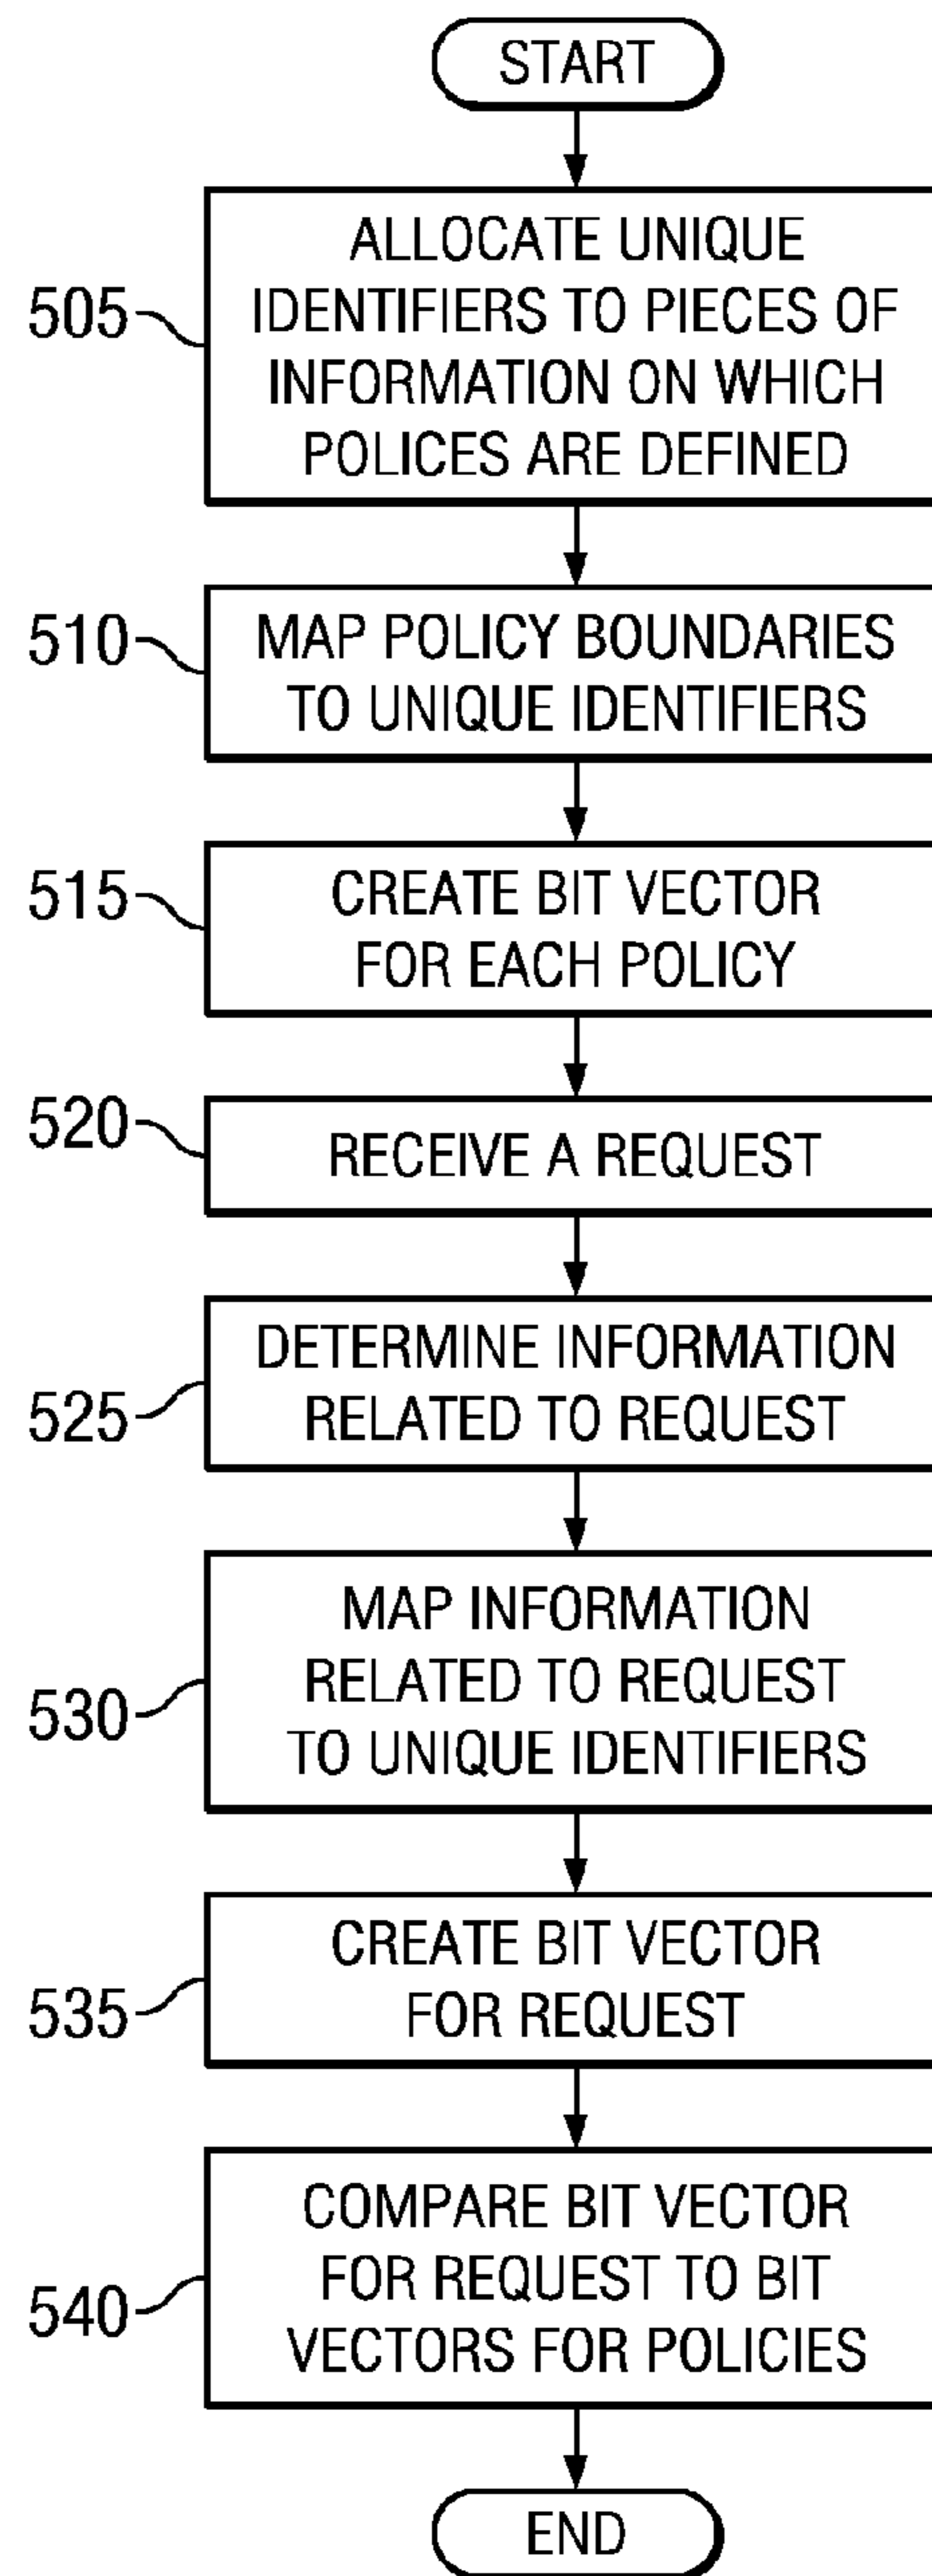 START
505
ALLOCATE UNIQUE
IDENTIFIERS TO PIECES OF
INFORMATION ON WHICH
POLICES ARE DEFINED
510
MAP POLICY BOUNDARIES
TO UNIQUE IDENTIFIERS
515
CREATE BIT VECTOR
FOR EACH POLICY
520
RECEIVE A REQUEST
525
DETERMINE INFORMATION
RELATED TO REQUEST
530
MAP INFORMATION
RELATED TO REQUEST
TO UNIQUE IDENTIFIERS
535
CREATE BIT VECTOR
FOR REQUEST
540
COMPARE BIT VECTOR
FOR REQUEST TO BIT
VECTORS FOR POLICIES
END